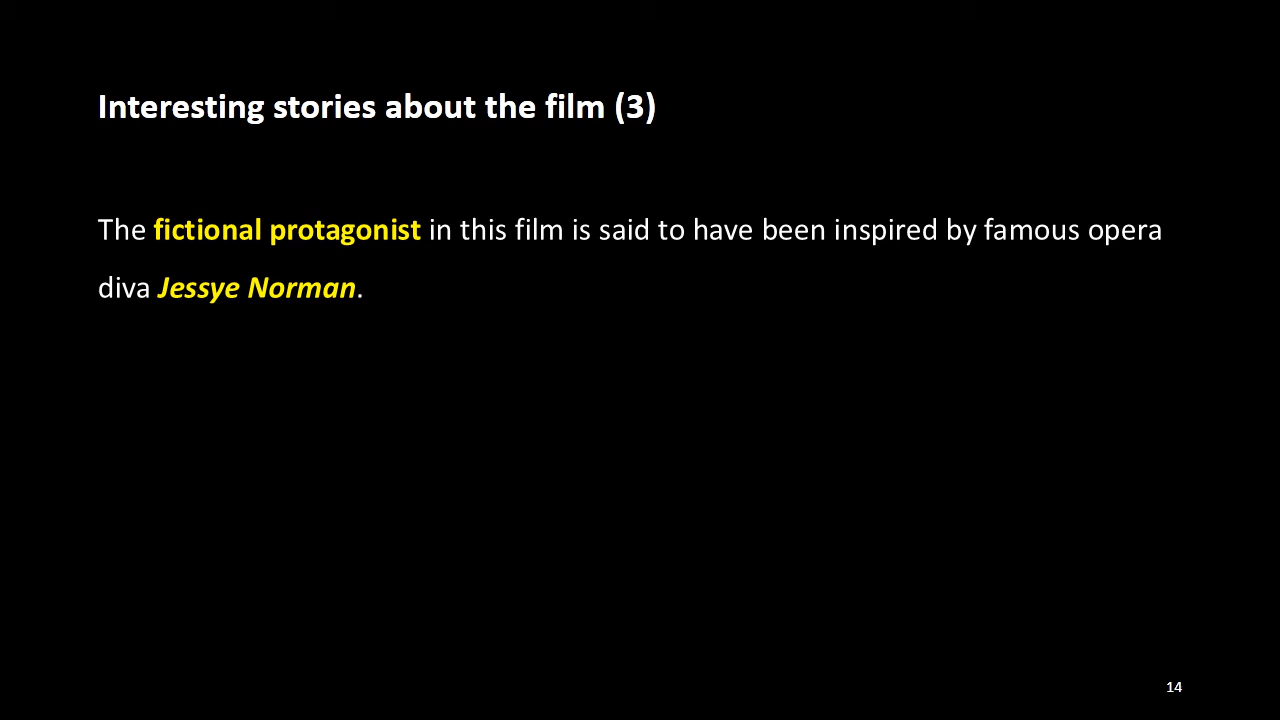 Interesting stories about the film (3)
The fictional protagonist in this film is said to have been inspired by famous opera
diva Jessye Norman.
14